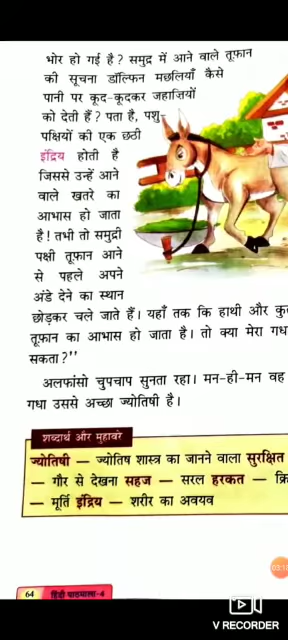 भोर हो गई है? समुद्र में आने वाले तूफ़ान
की सूचना डॉल्फिन मछलियाँ कैसे
पानी पर कूद-कूदकर जहाज़ियों
को देती हैं? पता है, पशु-
पक्षियों की एक छठी
इंद्रिय होती है
जिससे उन्हें आने
वाले खतरे का
आभास हो जाता
है! तभी तो समुद्री
पक्षी तूफ़ान आने
से पहले अपने
अंडे देने का स्थान
छोड़कर चले जाते हैं। यहाँ तक कि हाथी और
तूफ़ान का आभास हो जाता है। तो क्या मेरा
सकता?”
अलफांसो चुपचाप सुनता रहा। मन-ही-मन वह
गधा उससे अच्छा ज्योतिषी है।
शब्दार्थ और मुहावरे
ज्योतिषी — ज्योतिष शास्त्र का जानने वाला सुरक्षित
— गौर से देखना सहज — सरल हरकत —
— मूर्ति इंद्रिय — शरीर का अवयव
03:18
64 हिंदी पाठमाला-4
V RECORDER